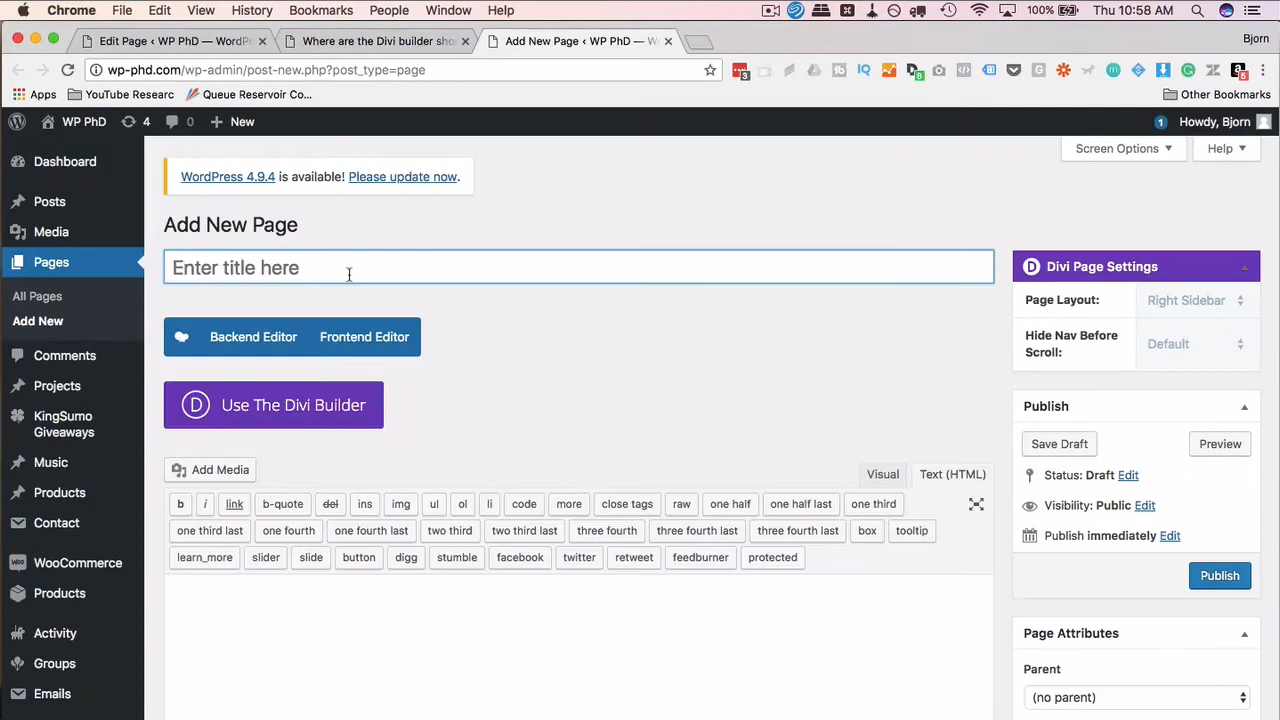 Chrome File Edit View History Bookmarks People Window Help 100% Thu 10:58 AM
Edit Page ‹ WP PhD — WordP Where are the Divi builder sho Add New Page ‹ WP PhD — W Bjorn
wp-phd.com/wp-admin/post-new.php?post_type=page
Apps YouTube Researc Queue Reservoir Co... Other Bookmarks
WP PhD 4 0 New 1 Howdy, Bjorn
Screen Options Help
Dashboard
Posts
Media
Pages
All Pages
Add New
Comments
Projects
KingSumo
Giveaways
Music
Products
Contact
WooCommerce
Products
Activity
Groups
Emails
WordPress 4.9.4 is available! Please update now.
Add New Page
Enter title here
Backend Editor Frontend Editor
D Use The Divi Builder
Add Media Visual Text (HTML)
b i link b-quote del ins img ul ol li code more close tags raw one half one half last one third
one third last one fourth one fourth last two third two third last three fourth three fourth last three fourth last box tooltip
learn_more slider slide button digg stumble facebook twitter retweet feedburner protected
D Divi Page Settings
Page Layout: Right Sidebar
Hide Nav Before
Scroll:
Default
Publish
Save Draft Preview
Status: Draft Edit
Visibility: Public Edit
Publish immediately Edit
Publish
Page Attributes
Parent
(no parent)